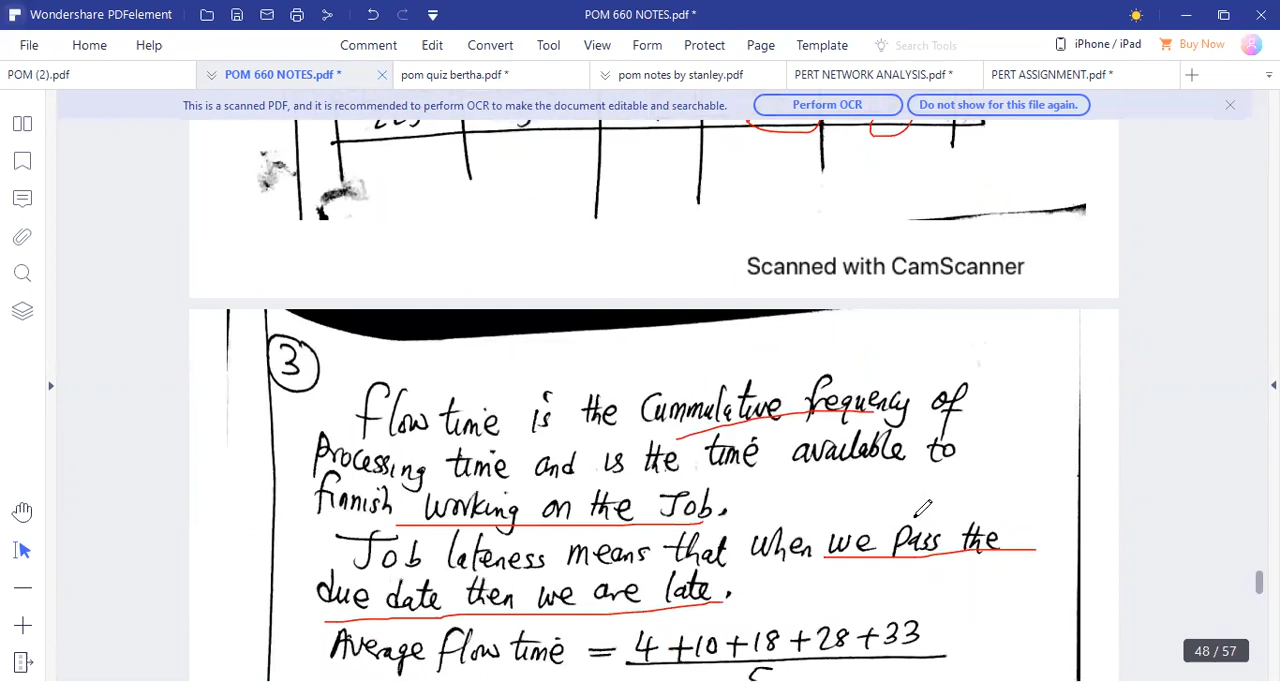 Wondershare PDFelement
POM 660 NOTES.pdf *
File Home Help Comment Edit Convert Tool View Form Protect Page Template Search Tools iPhone / iPad Buy Now
POM (2).pdf POM 660 NOTES.pdf * pom quiz bertha.pdf * pom notes by stanley.pdf PERT NETWORK ANALYSIS.pdf * PERT ASSIGNMENT.pdf *
This is a scanned PDF, and it is recommended to perform OCR to make the document editable and searchable. Perform OCR Do not show for this file again.
Scanned with CamScanner
3
Flow time is the Cummulative frequency of
Processing time and is the time available to
finnish working on the Job.
Job lateness means that when we pass the
due date then we are late.
Average flow time = 4 + 10 + 18 + 28 + 33
48 / 57